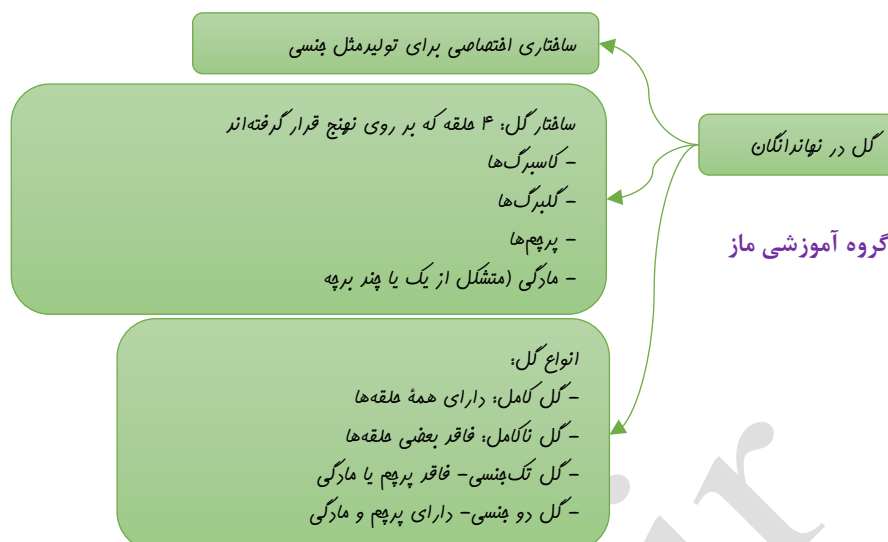 ساختاری اختصاصی برای تولیدمثل جنسی
گل در نهاندانگان
ساختار گل: ۴ حلقه که بر روی نهنج قرار گرفته‌اند
- کاسبرگ‌ها
- گلبرگ‌ها
- پرچم‌ها
- مادگی (متشکل از یک یا چند برچه
گروه آموزشی ماز
انواع گل:
- گل کامل: دارای همهٔ حلقه‌ها
- گل ناکامل: فاقد بعضی حلقه‌ها
- گل تک‌جنسی- فاقد پرچم یا مادگی
- گل دو جنسی- دارای پرچم و مادگی
ir